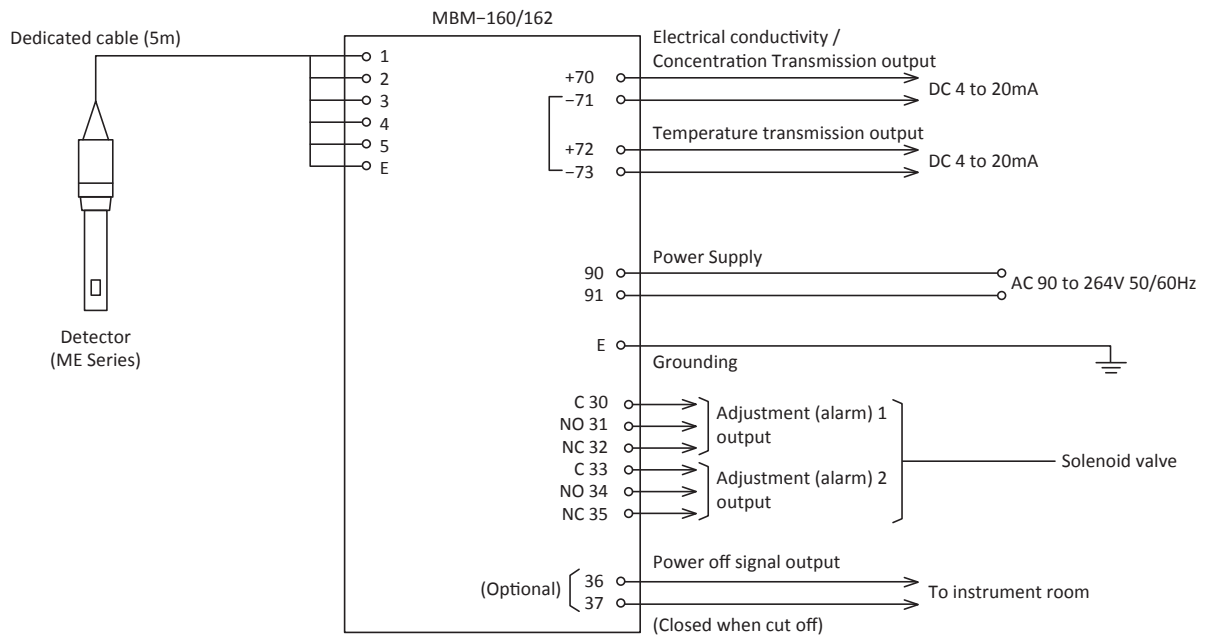 MBM−160/162
Dedicated cable (5m)
1
2
3
4
5
E
Detector
(ME Series)
Electrical conductivity /
Concentration Transmission output
+70
−71
DC 4 to 20mA
Temperature transmission output
+72
−73
DC 4 to 20mA
Power Supply
90
91
AC 90 to 264V 50/60Hz
E
Grounding
C 30
NO 31
NC 32
Adjustment (alarm) 1
output
C 33
NO 34
NC 35
Adjustment (alarm) 2
output
Solenoid valve
Power off signal output
(Optional)
36
37
To instrument room
(Closed when cut off)